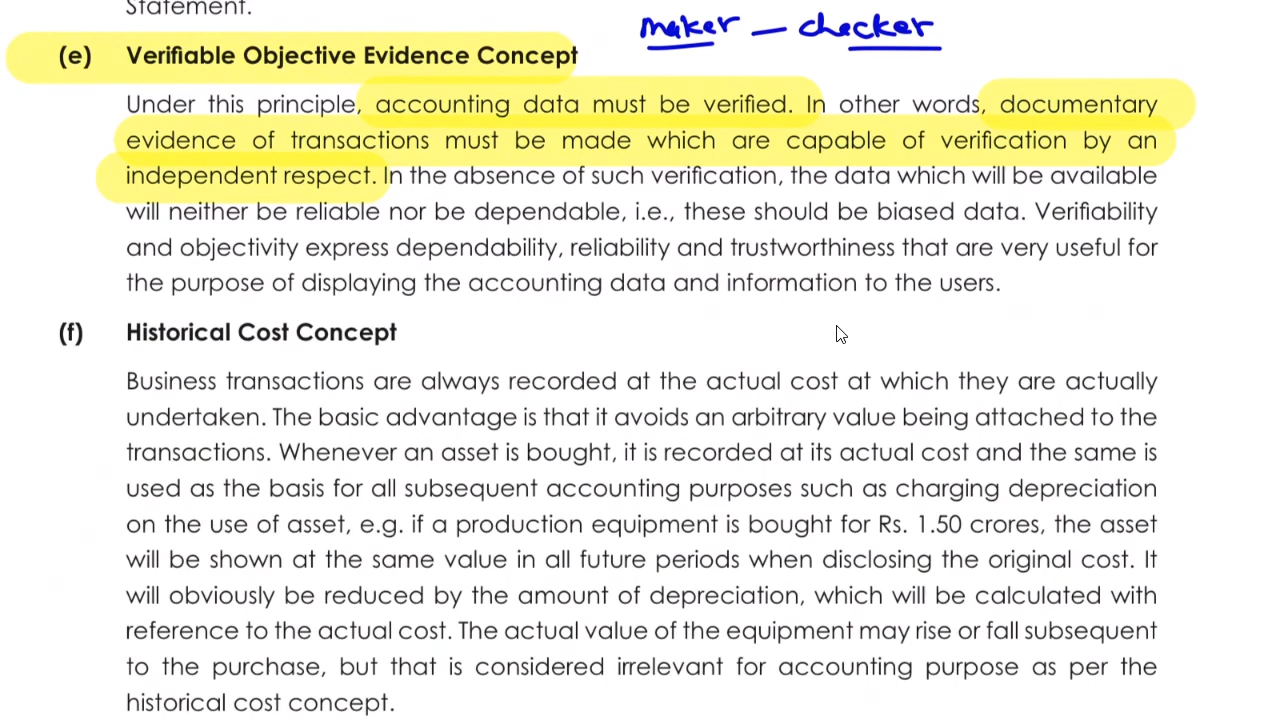 Statement.
maker – checker
(e) Verifiable Objective Evidence Concept
Under this principle, accounting data must be verified. In other words, documentary
evidence of transactions must be made which are capable of verification by an
independent respect. In the absence of such verification, the data which will be available
will neither be reliable nor be dependable, i.e., these should be biased data. Verifiability
and objectivity express dependability, reliability and trustworthiness that are very useful for
the purpose of displaying the accounting data and information to the users.
(f) Historical Cost Concept
Business transactions are always recorded at the actual cost at which they are actually
undertaken. The basic advantage is that it avoids an arbitrary value being attached to the
transactions. Whenever an asset is bought, it is recorded at its actual cost and the same is
used as the basis for all subsequent accounting purposes such as charging depreciation
on the use of asset, e.g. if a production equipment is bought for Rs. 1.50 crores, the asset
will be shown at the same value in all future periods when disclosing the original cost. It
will obviously be reduced by the amount of depreciation, which will be calculated with
reference to the actual cost. The actual value of the equipment may rise or fall subsequent
to the purchase, but that is considered irrelevant for accounting purpose as per the
historical cost concept.